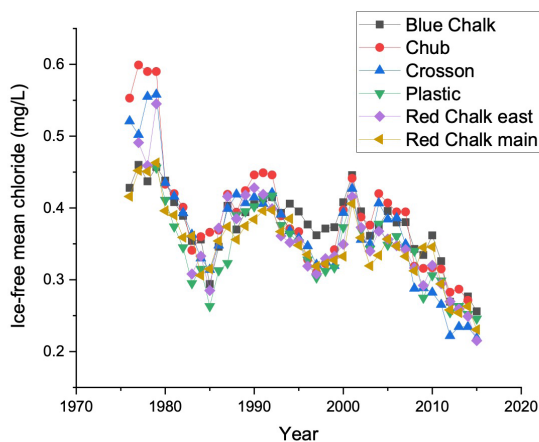 Blue Chalk
Chub
Crosson
Plastic
Red Chalk east
Red Chalk main
Ice-free mean chloride (mg/L)
0.6
0.5
0.4
0.3
0.2
1970 1980 1990 2000 2010 2020
Year